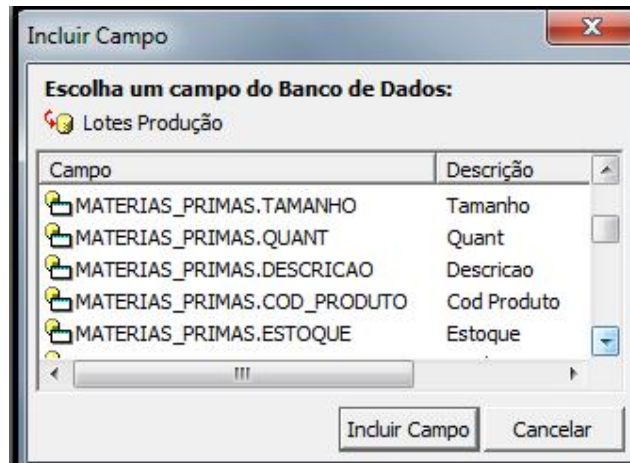 Incluir Campo
Escolha um campo do Banco de Dados:
Lotes Produção
Campo Descrição
MATERIAS_PRIMAS.TAMANHO Tamanho
MATERIAS_PRIMAS.QUANT Quant
MATERIAS_PRIMAS.DESCRICAO Descricao
MATERIAS_PRIMAS.COD_PRODUTO Cod Produto
MATERIAS_PRIMAS.ESTOQUE Estoque
Incluir Campo Cancelar